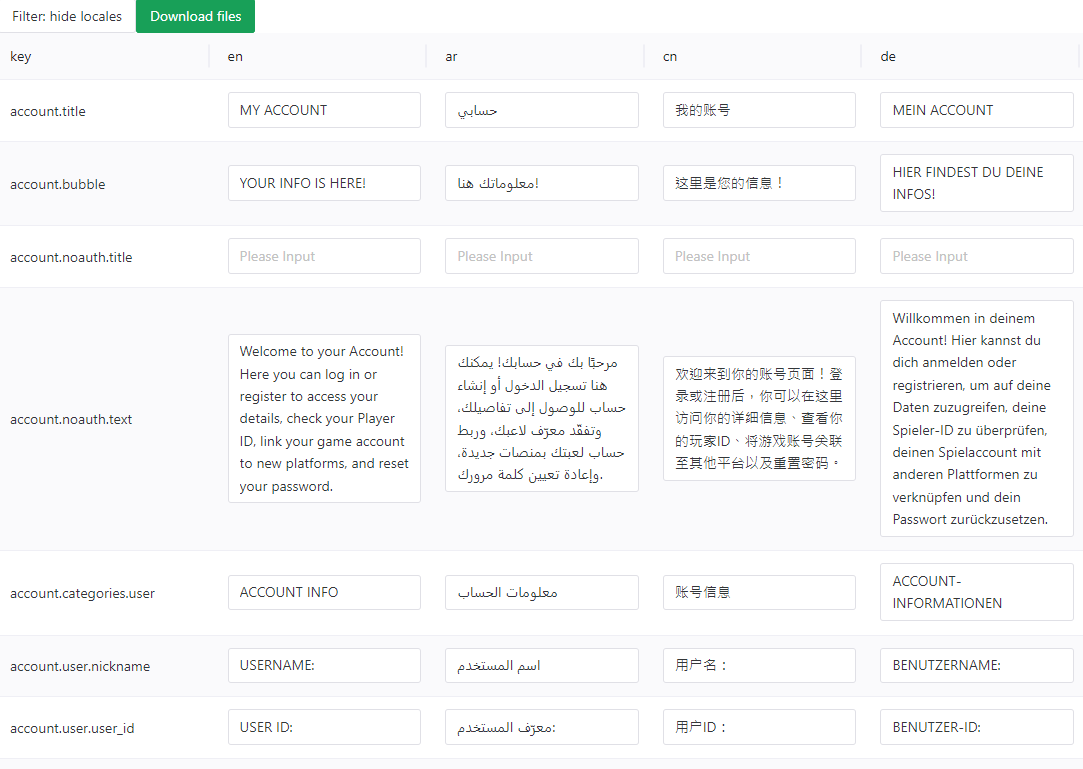 Filter: hide locales
Download files
key
en
ar
cn
de
account.title
MY ACCOUNT
حسابي
我的账号
MEIN ACCOUNT
account.bubble
YOUR INFO IS HERE!
معلوماتك هنا!
这里是您的信息！
HIER FINDEST DU DEINE
INFOS!
account.noauth.title
Please Input
Please Input
Please Input
Please Input
account.noauth.text
Welcome to your Account!
Here you can log in or
register to access your
details, check your Player
ID, link your game account
to new platforms, and reset
your password.
مرحبًا بك في حسابك! يمكنك
هنا تسجيل الدخول أو إنشاء
حساب للوصول إلى تفاصيلك،
وتفقّد معرّف لاعبك، وربط
حساب لعبتك بمنصات جديدة،
وإعادة تعيين كلمة مرورك.
欢迎来到你的账号页面！登
录或注册后，你可以在这里
访问你的详细信息、查看你
的玩家ID、将游戏账号关联
至其他平台以及重置密码。
Willkommen in deinem
Account! Hier kannst du
dich anmelden oder
registrieren, um auf deine
Daten zuzugreifen, deine
Spieler-ID zu überprüfen,
deinen Spielaccount mit
anderen Plattformen zu
verknüpfen und dein
Passwort zurückzusetzen.
account.categories.user
ACCOUNT INFO
معلومات الحساب
账号信息
ACCOUNT-
INFORMATIONEN
account.user.nickname
USERNAME:
اسم المستخدم
用户名：
BENUTZERNAME:
account.user.user_id
USER ID:
معرّف المستخدم:
用户ID：
BENUTZER-ID: